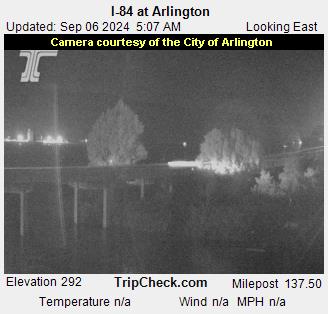 I-84 at Arlington
Updated: Sep 06 2024 5:07 AM Looking East
Camera courtesy of the City of Arlington
Elevation 292 TripCheck.com Milepost 137.50
Temperature n/a Wind n/a MPH n/a